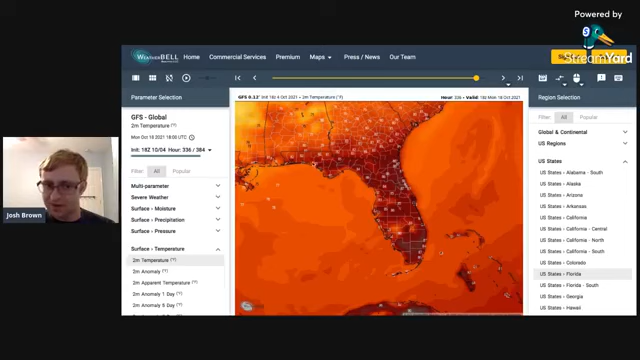 Powered by
StreamYard
WEATHERBELL
Home
Commercial Services
Premium
Maps
Press / News
Our Team
Parameter Selection
GFS - Global
2m Temperature (°F)
Mon Oct 18 2021 18:00 UTC
Init: 18Z 10/04 Hour: 336 / 384
Filter:
All
Popular
Multi-parameter
Severe Weather
Surface › Moisture
Surface › Precipitation
Surface › Pressure
Surface › Temperature
2m Temperature (°F)
2m Anomaly (°F)
2m Apparent Temperature (°F)
2m Anomaly 1 Day (°F)
2m Anomaly 3 Day (°F)
GFS 0.12° Init 18z 4 Oct 2021 • 2m Temperature (°F)
Hour: 336 • Valid: 18z Mon 18 Oct 2021
Region Selection
Filter:
All
Popular
Global & Continental
US Regions
US States
US States › Alabama - South
US States › Alaska
US States › Arizona
US States › Arkansas
US States › California
US States › California - Central
US States › California - North
US States › California - South
US States › Colorado
US States › Florida
US States › Florida - South
US States › Georgia
US States › Hawaii
Josh Brown